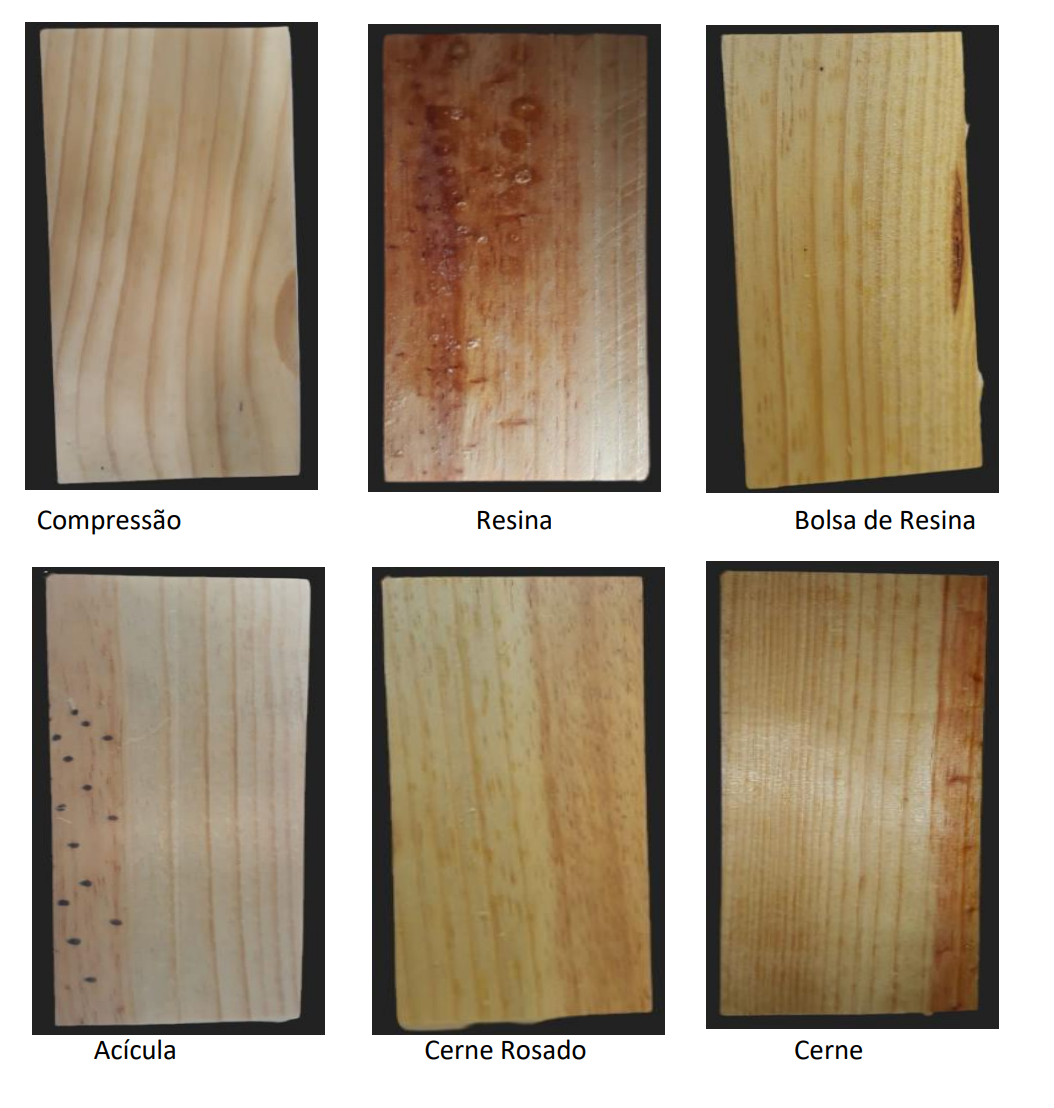 Compressão
Resina
Bolsa de Resina
Acícula
Cerne Rosado
Cerne